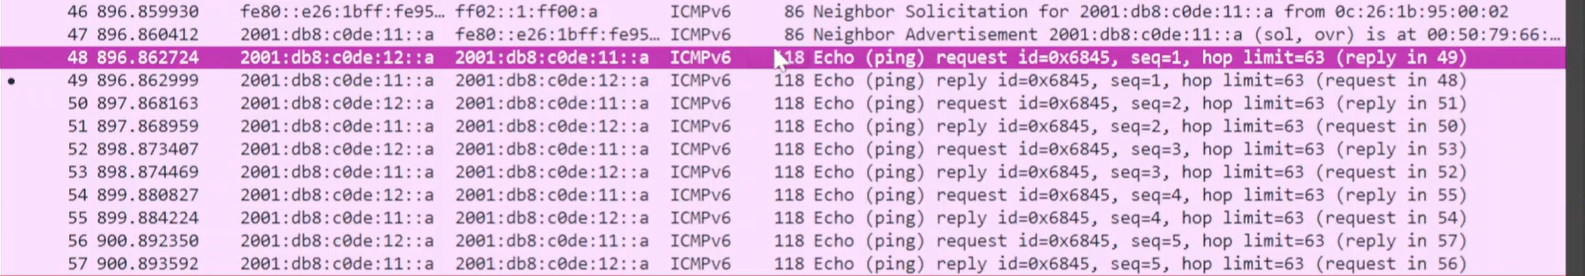 46 896.859930 fe80::e26:1bff:fe95… ff02::1:ff00:a ICMPv6 86 Neighbor Solicitation for 2001:db8:c0de:11::a from 0c:26:1b:95:00:02
47 896.860412 2001:db8:c0de:11::a fe80::e26:1bff:fe95… ICMPv6 86 Neighbor Advertisement 2001:db8:c0de:11::a (sol, ovr) is at 00:50:79:66:…
48 896.862724 2001:db8:c0de:12::a 2001:db8:c0de:11::a ICMPv6 118 Echo (ping) request id=0x6845, seq=1, hop limit=63 (reply in 49)
49 896.862999 2001:db8:c0de:11::a 2001:db8:c0de:12::a ICMPv6 118 Echo (ping) reply id=0x6845, seq=1, hop limit=63 (request in 48)
50 897.868163 2001:db8:c0de:12::a 2001:db8:c0de:11::a ICMPv6 118 Echo (ping) request id=0x6845, seq=2, hop limit=63 (reply in 51)
51 897.868959 2001:db8:c0de:11::a 2001:db8:c0de:12::a ICMPv6 118 Echo (ping) reply id=0x6845, seq=2, hop limit=63 (request in 50)
52 898.873407 2001:db8:c0de:12::a 2001:db8:c0de:11::a ICMPv6 118 Echo (ping) request id=0x6845, seq=3, hop limit=63 (reply in 53)
53 898.874469 2001:db8:c0de:11::a 2001:db8:c0de:12::a ICMPv6 118 Echo (ping) reply id=0x6845, seq=3, hop limit=63 (request in 52)
54 899.880827 2001:db8:c0de:12::a 2001:db8:c0de:11::a ICMPv6 118 Echo (ping) request id=0x6845, seq=4, hop limit=63 (reply in 55)
55 899.884224 2001:db8:c0de:11::a 2001:db8:c0de:12::a ICMPv6 118 Echo (ping) reply id=0x6845, seq=4, hop limit=63 (request in 54)
56 900.892350 2001:db8:c0de:12::a 2001:db8:c0de:11::a ICMPv6 118 Echo (ping) request id=0x6845, seq=5, hop limit=63 (reply in 57)
57 900.893592 2001:db8:c0de:11::a 2001:db8:c0de:12::a ICMPv6 118 Echo (ping) reply id=0x6845, seq=5, hop limit=63 (request in 56)